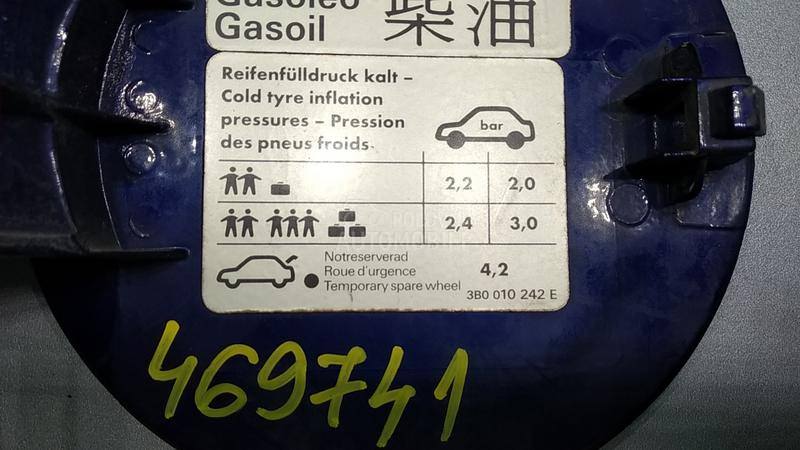 Gasóleo
Gasoil 柴油
Reifenfülldruck kalt –
Cold tyre inflation
pressures – Pression
des pneus froids
bar
2,2 2,0
2,4 3,0
Notreserverad
Roue d'urgence
Temporary spare wheel
4,2
3B0 010 242 E
469741